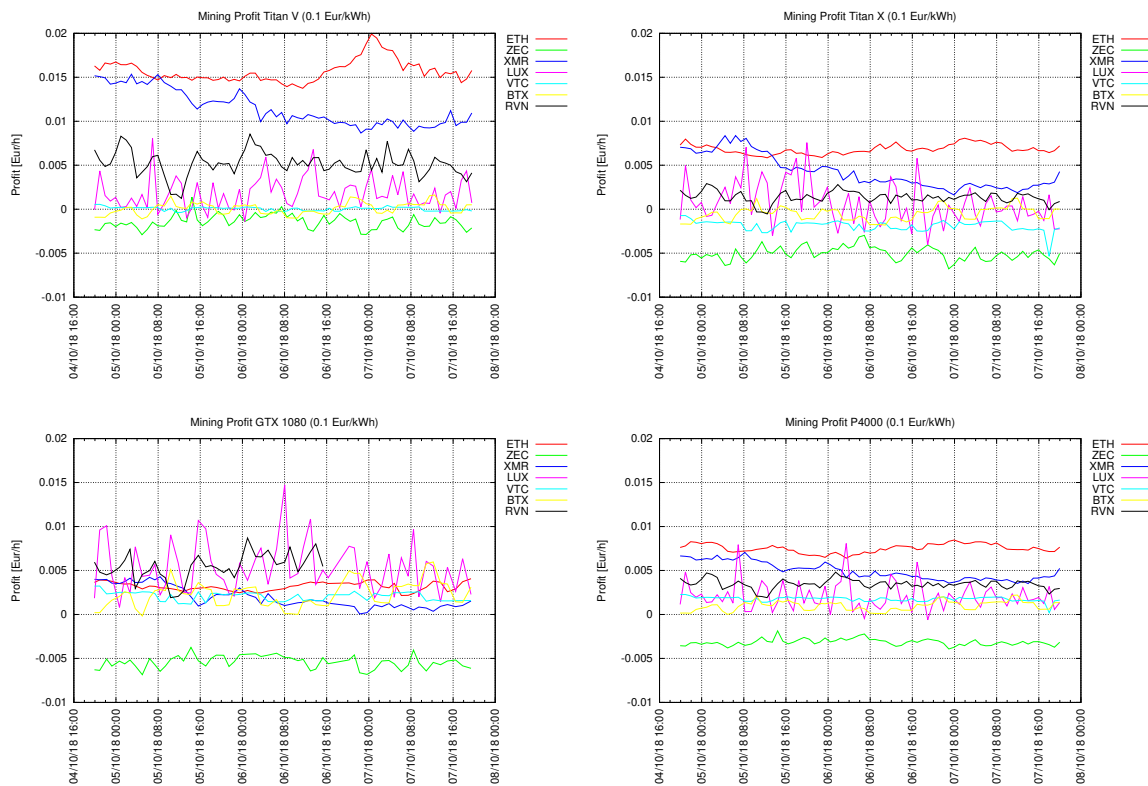 Mining Profit Titan V (0.1 Eur/kWh)
0.02
0.015
0.01
0.005
0
-0.005
-0.01
Profit [Eur/h]
04/10/18 16:00
05/10/18 00:00
05/10/18 08:00
05/10/18 16:00
06/10/18 00:00
06/10/18 08:00
06/10/18 16:00
07/10/18 00:00
07/10/18 08:00
07/10/18 16:00
08/10/18 00:00
ETH
ZEC
XMR
LUX
VTC
BTX
RVN
Mining Profit Titan X (0.1 Eur/kWh)
0.02
0.015
0.01
0.005
0
-0.005
-0.01
Profit [Eur/h]
04/10/18 16:00
05/10/18 00:00
05/10/18 08:00
05/10/18 16:00
06/10/18 00:00
06/10/18 08:00
06/10/18 16:00
07/10/18 00:00
07/10/18 08:00
07/10/18 16:00
08/10/18 00:00
ETH
ZEC
XMR
LUX
VTC
BTX
RVN
Mining Profit GTX 1080 (0.1 Eur/kWh)
0.02
0.015
0.01
0.005
0
-0.005
-0.01
Profit [Eur/h]
04/10/18 16:00
05/10/18 00:00
05/10/18 08:00
05/10/18 16:00
06/10/18 00:00
06/10/18 08:00
06/10/18 16:00
07/10/18 00:00
07/10/18 08:00
07/10/18 16:00
08/10/18 00:00
ETH
ZEC
XMR
LUX
VTC
BTX
RVN
Mining Profit P4000 (0.1 Eur/kWh)
0.02
0.015
0.01
0.005
0
-0.005
-0.01
Profit [Eur/h]
04/10/18 16:00
05/10/18 00:00
05/10/18 08:00
05/10/18 16:00
06/10/18 00:00
06/10/18 08:00
06/10/18 16:00
07/10/18 00:00
07/10/18 08:00
07/10/18 16:00
08/10/18 00:00
ETH
ZEC
XMR
LUX
VTC
BTX
RVN